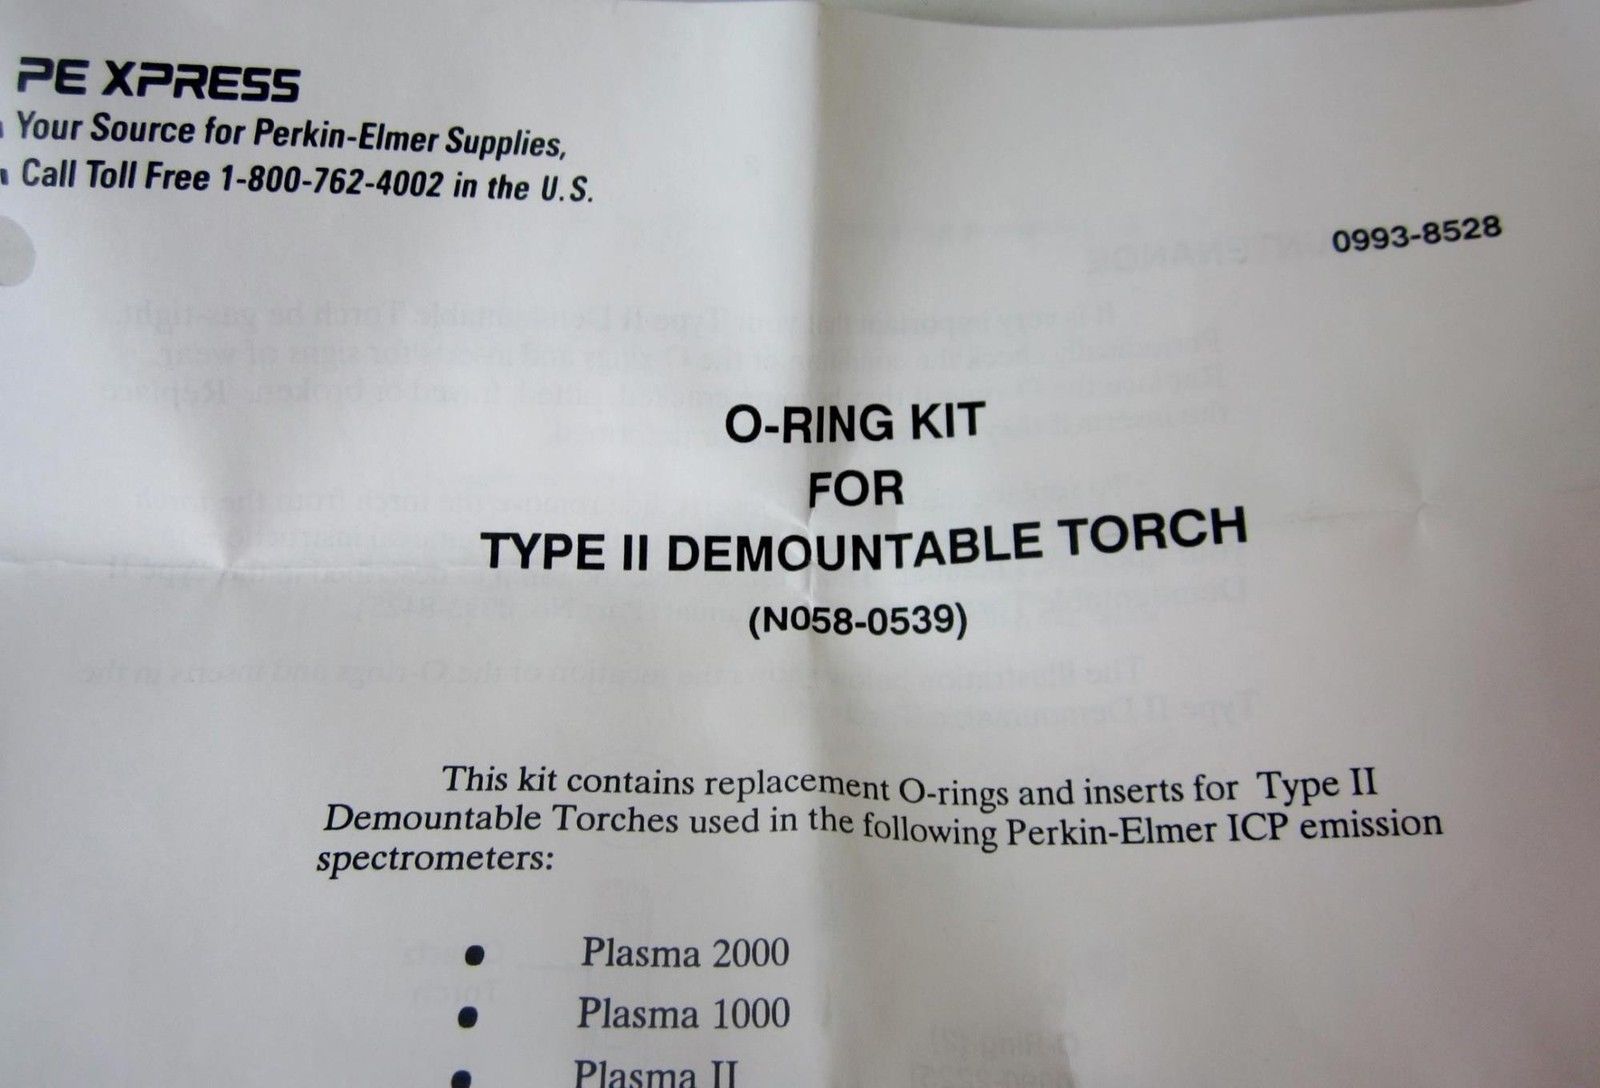 PE XPRESS
Your Source for Perkin-Elmer Supplies,
Call Toll Free 1-800-762-4002 in the U.S.
0993-8528
O-RING KIT
FOR
TYPE II DEMOUNTABLE TORCH
(N058-0539)
This kit contains replacement O-rings and inserts for Type II
Demountable Torches used in the following Perkin-Elmer ICP emission
spectrometers:
• Plasma 2000
• Plasma 1000
• Plasma II